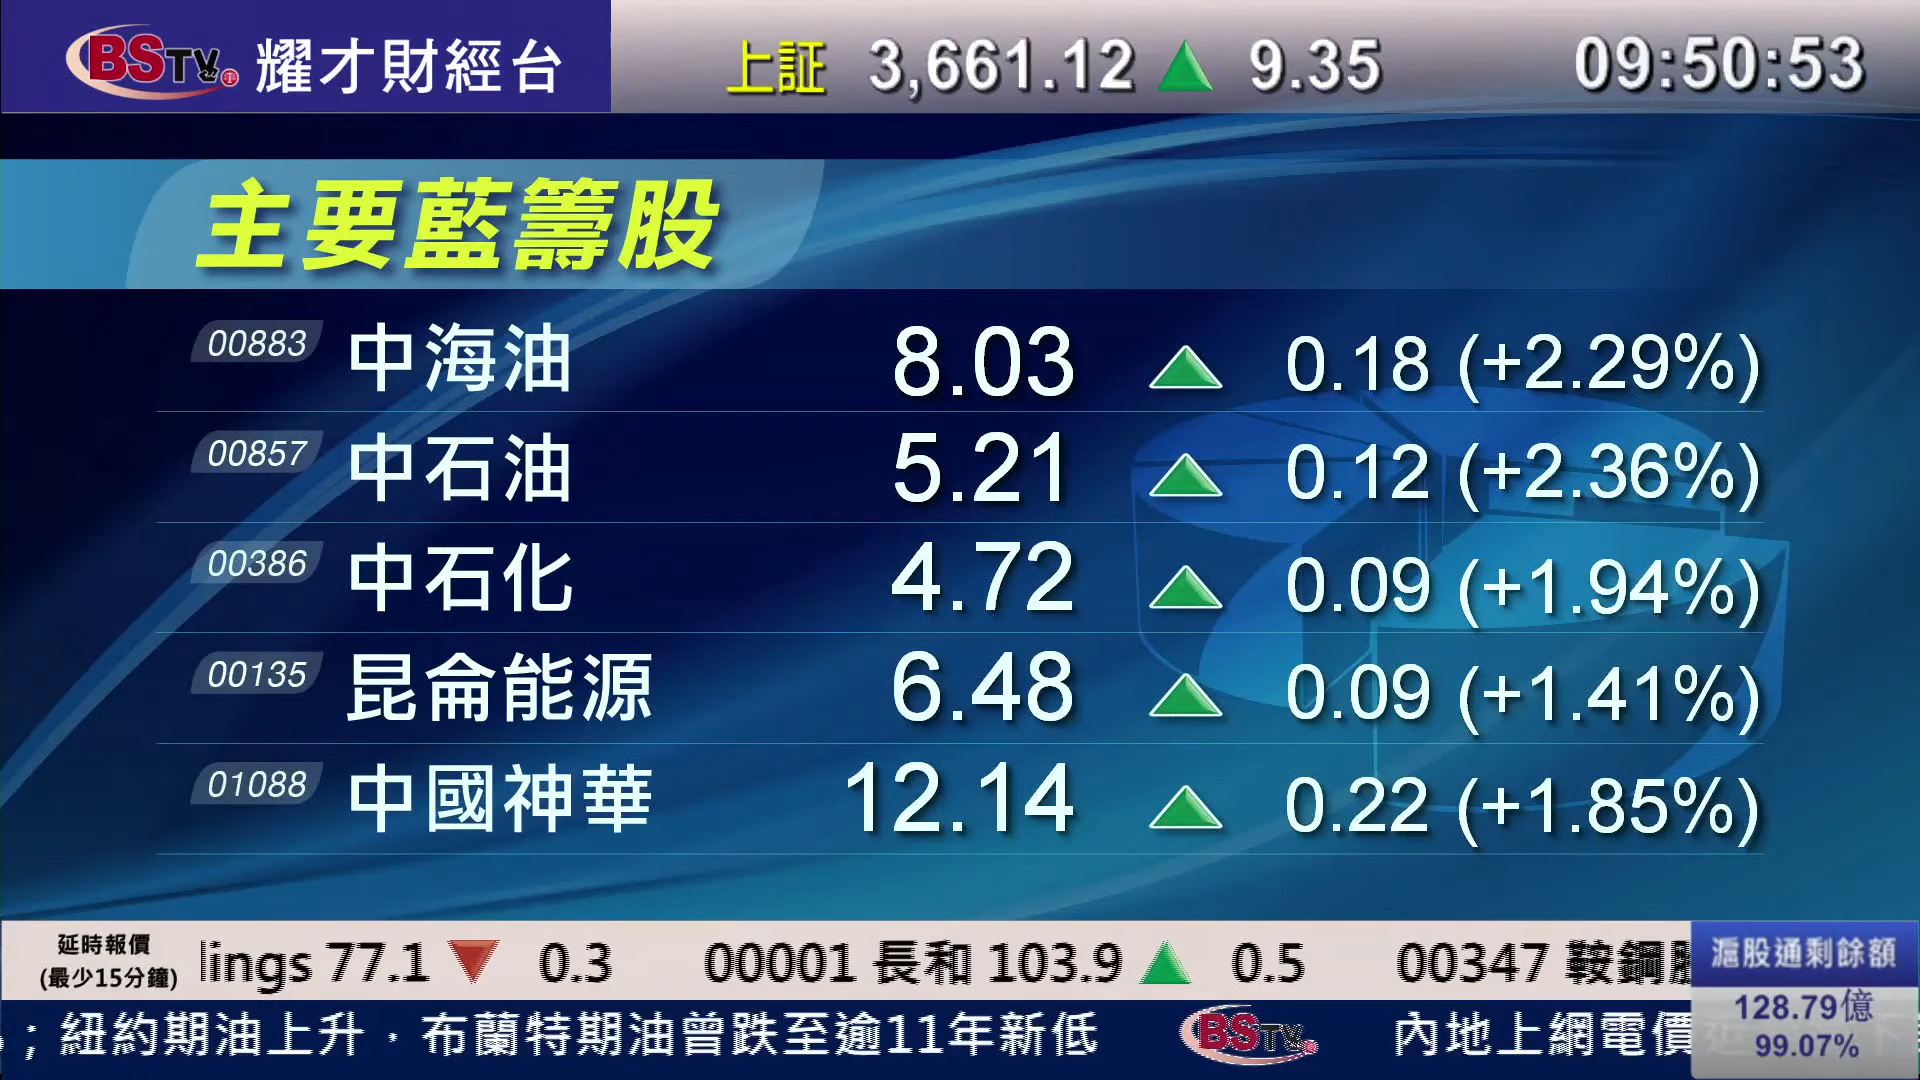 BSTV 耀才財經台
上証 3,661.12 ▲ 9.35
09:50:53
主要藍籌股
00883 中海油 8.03 ▲ 0.18 (+2.29%)
00857 中石油 5.21 ▲ 0.12 (+2.36%)
00386 中石化 4.72 ▲ 0.09 (+1.94%)
00135 昆侖能源 6.48 ▲ 0.09 (+1.41%)
01088 中國神華 12.14 ▲ 0.22 (+1.85%)
延時報價
(最少15分鐘)
lings 77.1 ▼ 0.3 00001 長和 103.9 ▲ 0.5 00347 鞍鋼股
滬股通剩餘額
128.79億
99.07%
；紐約期油上升．布蘭特期油曾跌至逾11年新低 BSTV 內地上網電價